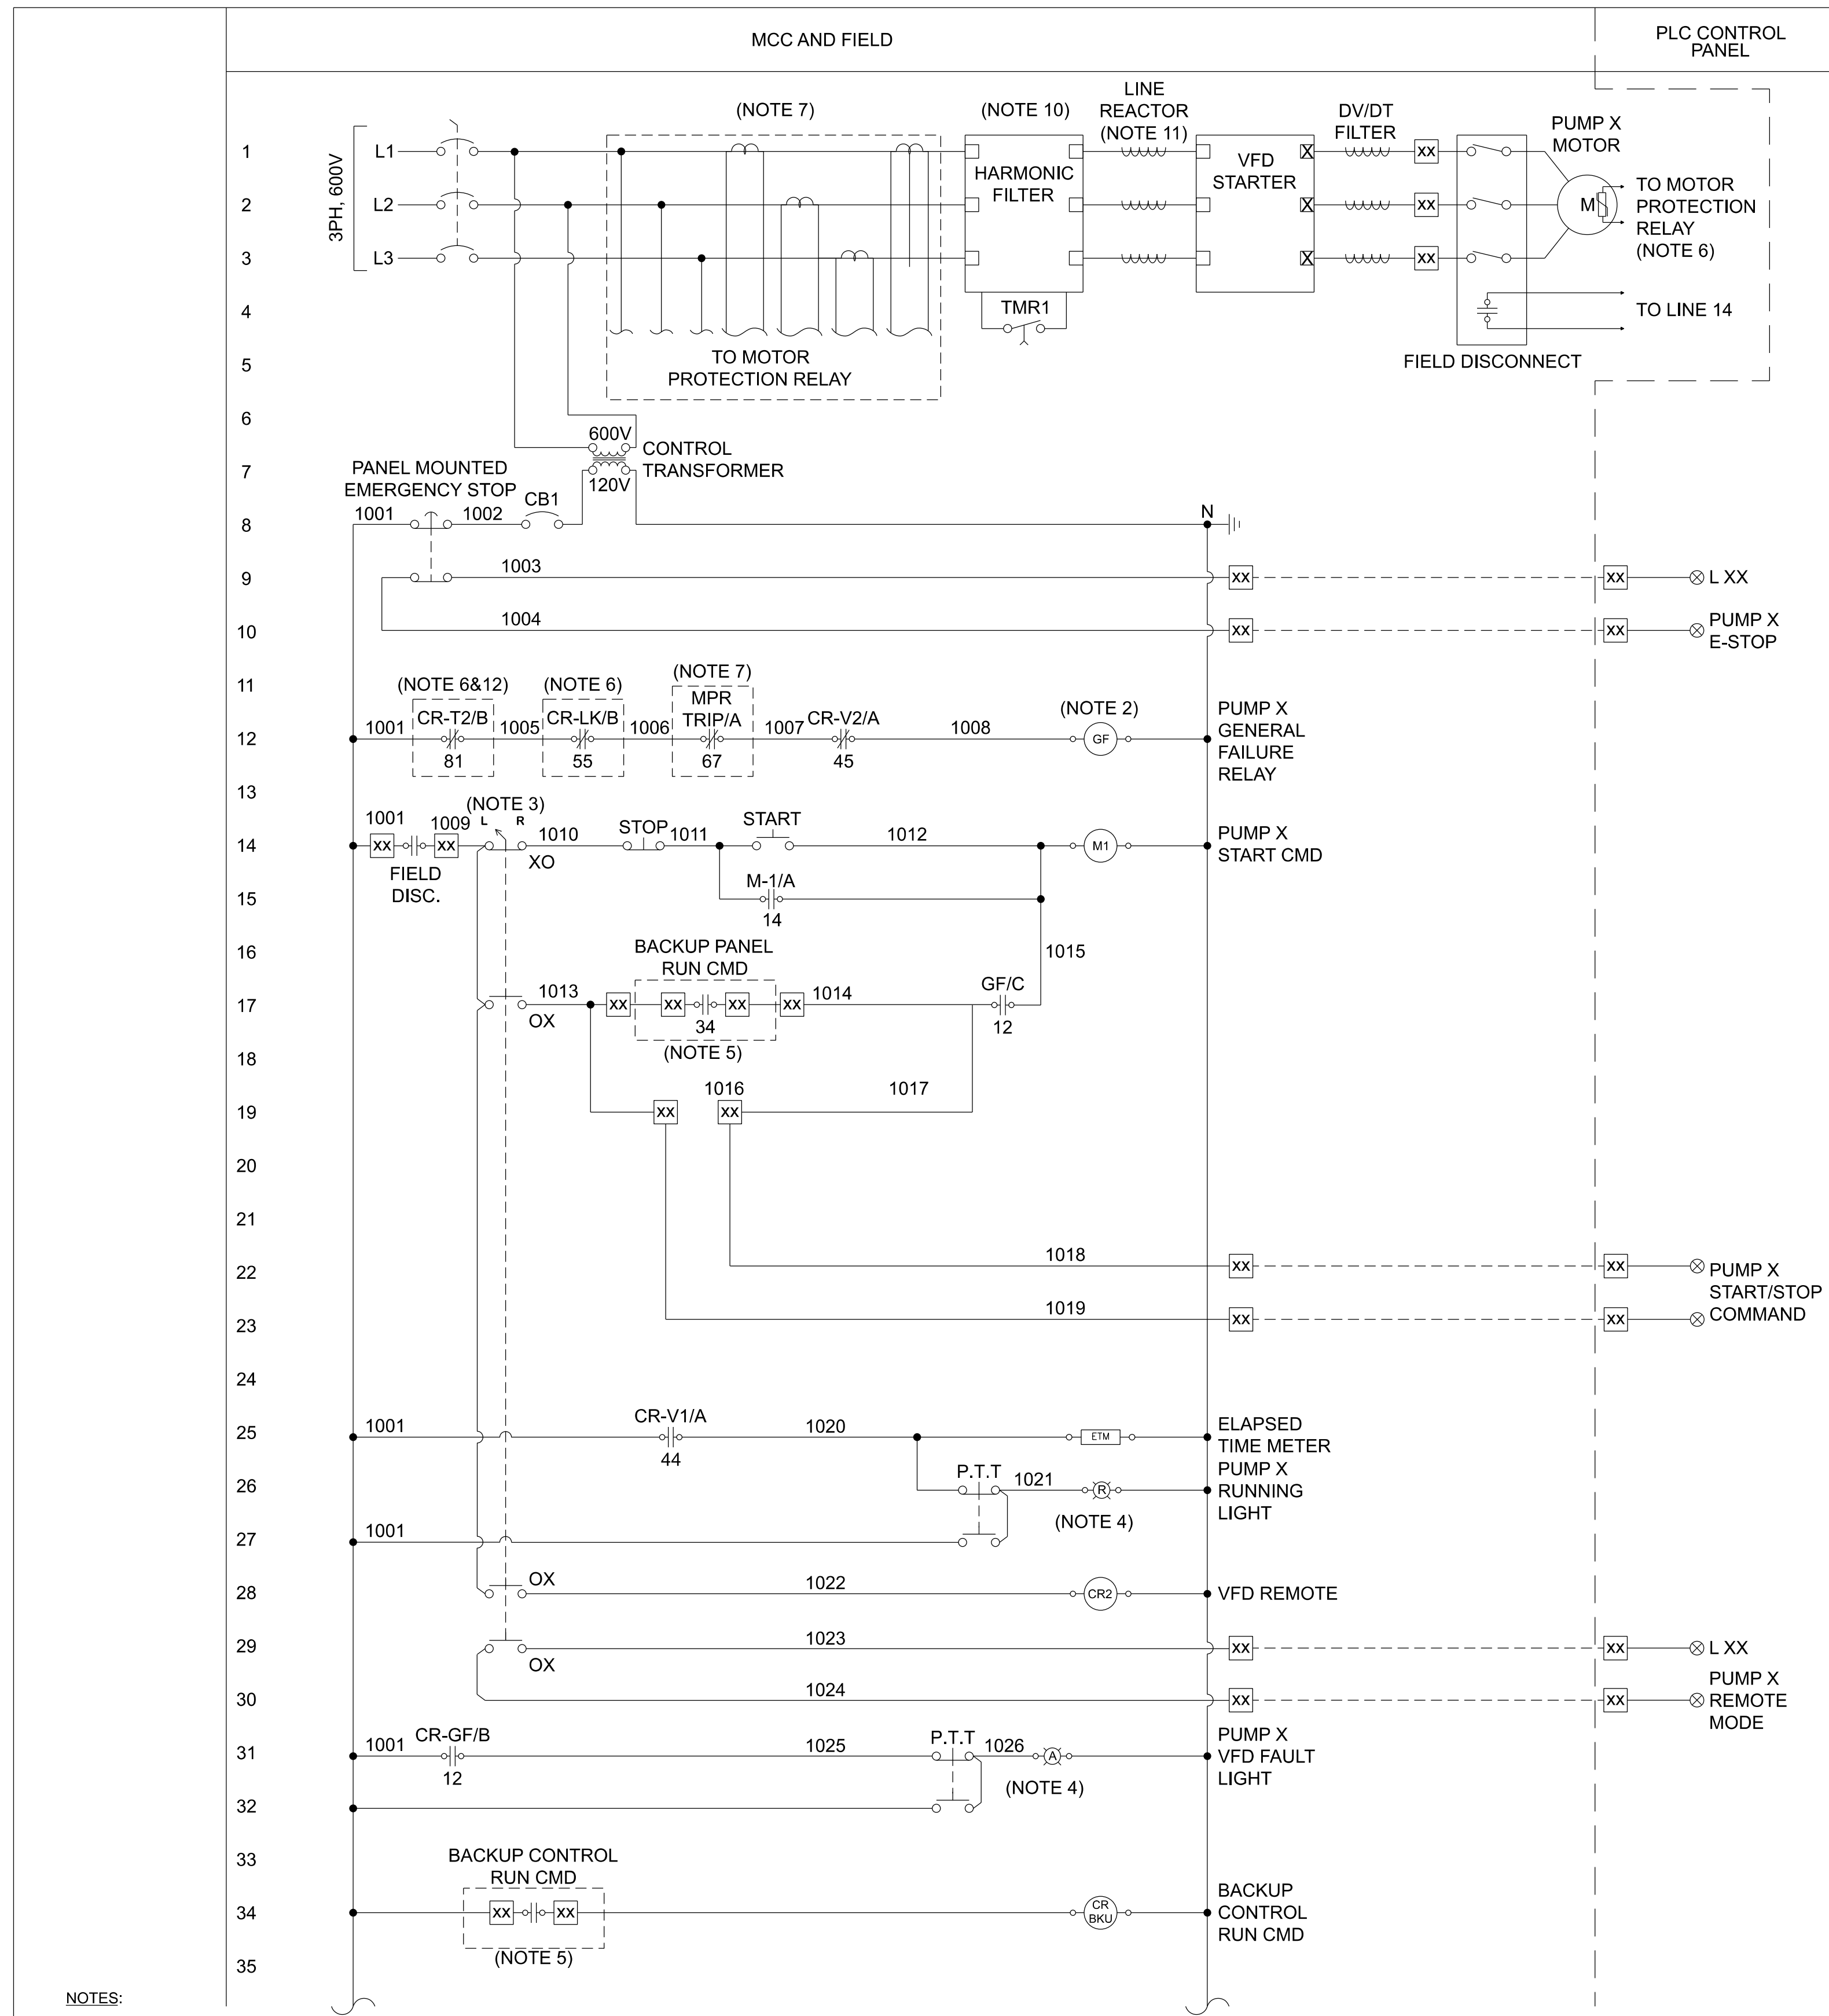 MCC AND FIELD
PLC CONTROL
PANEL
(NOTE 7)
(NOTE 10)
LINE
REACTOR
(NOTE 11)
DV/DT
FILTER
PUMP X
MOTOR
3PH, 600V
1
L1
HARMONIC
FILTER
VFD
STARTER
X
XX
2
L2
X
XX
M
TO MOTOR
PROTECTION
RELAY
(NOTE 6)
3
L3
X
XX
4
TMR1
TO LINE 14
5
TO MOTOR
PROTECTION RELAY
FIELD DISCONNECT
6
600V
CONTROL
TRANSFORMER
120V
7
PANEL MOUNTED
EMERGENCY STOP
8
1001
1002
CB1
N
9
1003
XX
XX
L XX
10
1004
XX
XX
PUMP X
E-STOP
11
(NOTE 6&12)
(NOTE 6)
(NOTE 7)
12
1001
CR-T2/B
81
1005
CR-LK/B
55
1006
MPR
TRIP/A
67
1007
CR-V2/A
45
1008
(NOTE 2)
GF
PUMP X
GENERAL
FAILURE
RELAY
13
(NOTE 3)
L R
14
1001
XX
XX
FIELD
DISC.
1009
XO
1010
STOP
1011
START
1012
M1
PUMP X
START CMD
15
M-1/A
14
16
BACKUP PANEL
RUN CMD
1015
17
OX
1013
XX
XX
34
XX
XX
1014
GF/C
12
18
(NOTE 5)
19
XX
1016
XX
1017
20
21
22
1018
XX
XX
PUMP X
START/STOP
COMMAND
23
1019
XX
XX
24
25
1001
CR-V1/A
44
1020
ETM
ELAPSED
TIME METER
26
P.T.T
1021
R
PUMP X
RUNNING
LIGHT
27
1001
(NOTE 4)
28
OX
1022
CR2
VFD REMOTE
29
OX
1023
XX
XX
L XX
30
1024
XX
XX
PUMP X
REMOTE
MODE
31
1001
CR-GF/B
12
1025
P.T.T
1026
A
(NOTE 4)
PUMP X
VFD FAULT
LIGHT
32
33
BACKUP CONTROL
RUN CMD
34
XX
XX
CR
BKU
BACKUP
CONTROL
RUN CMD
35
(NOTE 5)
NOTES: